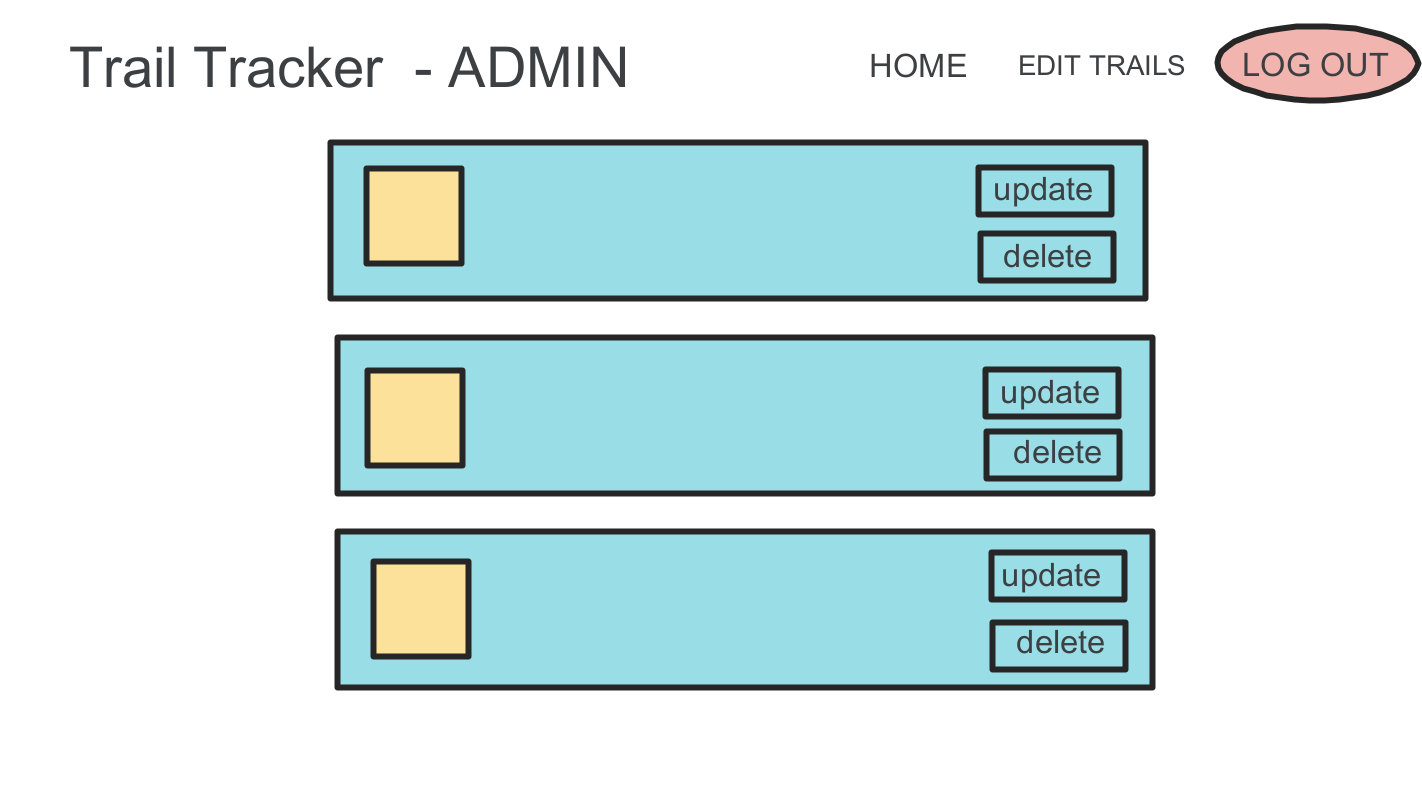 Trail Tracker - ADMIN
HOME
EDIT TRAILS
LOG OUT
update
delete
update
delete
update
delete